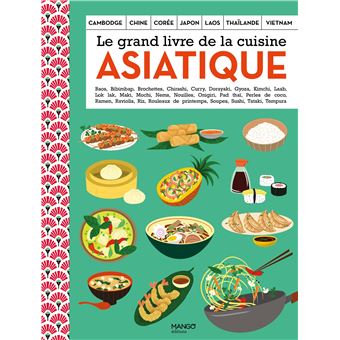 CAMBODGE | CHINE | CORÉE | JAPON | LAOS | THAÏLANDE | VIETNAM
Le grand livre de la cuisine
ASIATIQUE
Baos, Bibimbap, Brochettes, Chirashi, Curry, Dorayaki, Gyoza, Kimchi, Laab,
Lok lak, Maki, Mochi, Nems, Nouilles, Onigiri, Pad thaï, Perles de coco,
Ramen, Raviolis, Riz, Rouleaux de printemps, Soupes, Sushi, Tataki, Tempura
MANGO
éditions